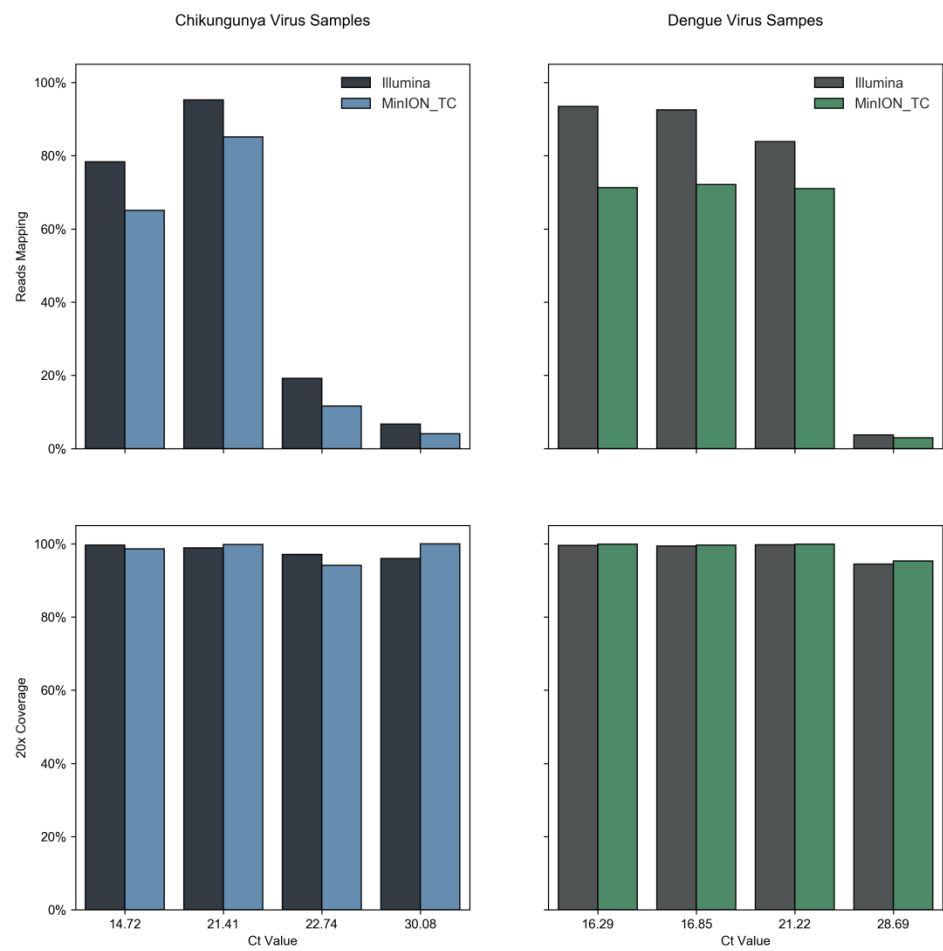 Chikungunya Virus Samples
Dengue Virus Sampes
Reads Mapping
100%
80%
60%
40%
20%
0%
Illumina
MinION_TC
Illumina
MinION_TC
20x Coverage
100%
80%
60%
40%
20%
0%
14.72 21.41 22.74 30.08
Ct Value
16.29 16.85 21.22 28.69
Ct Value